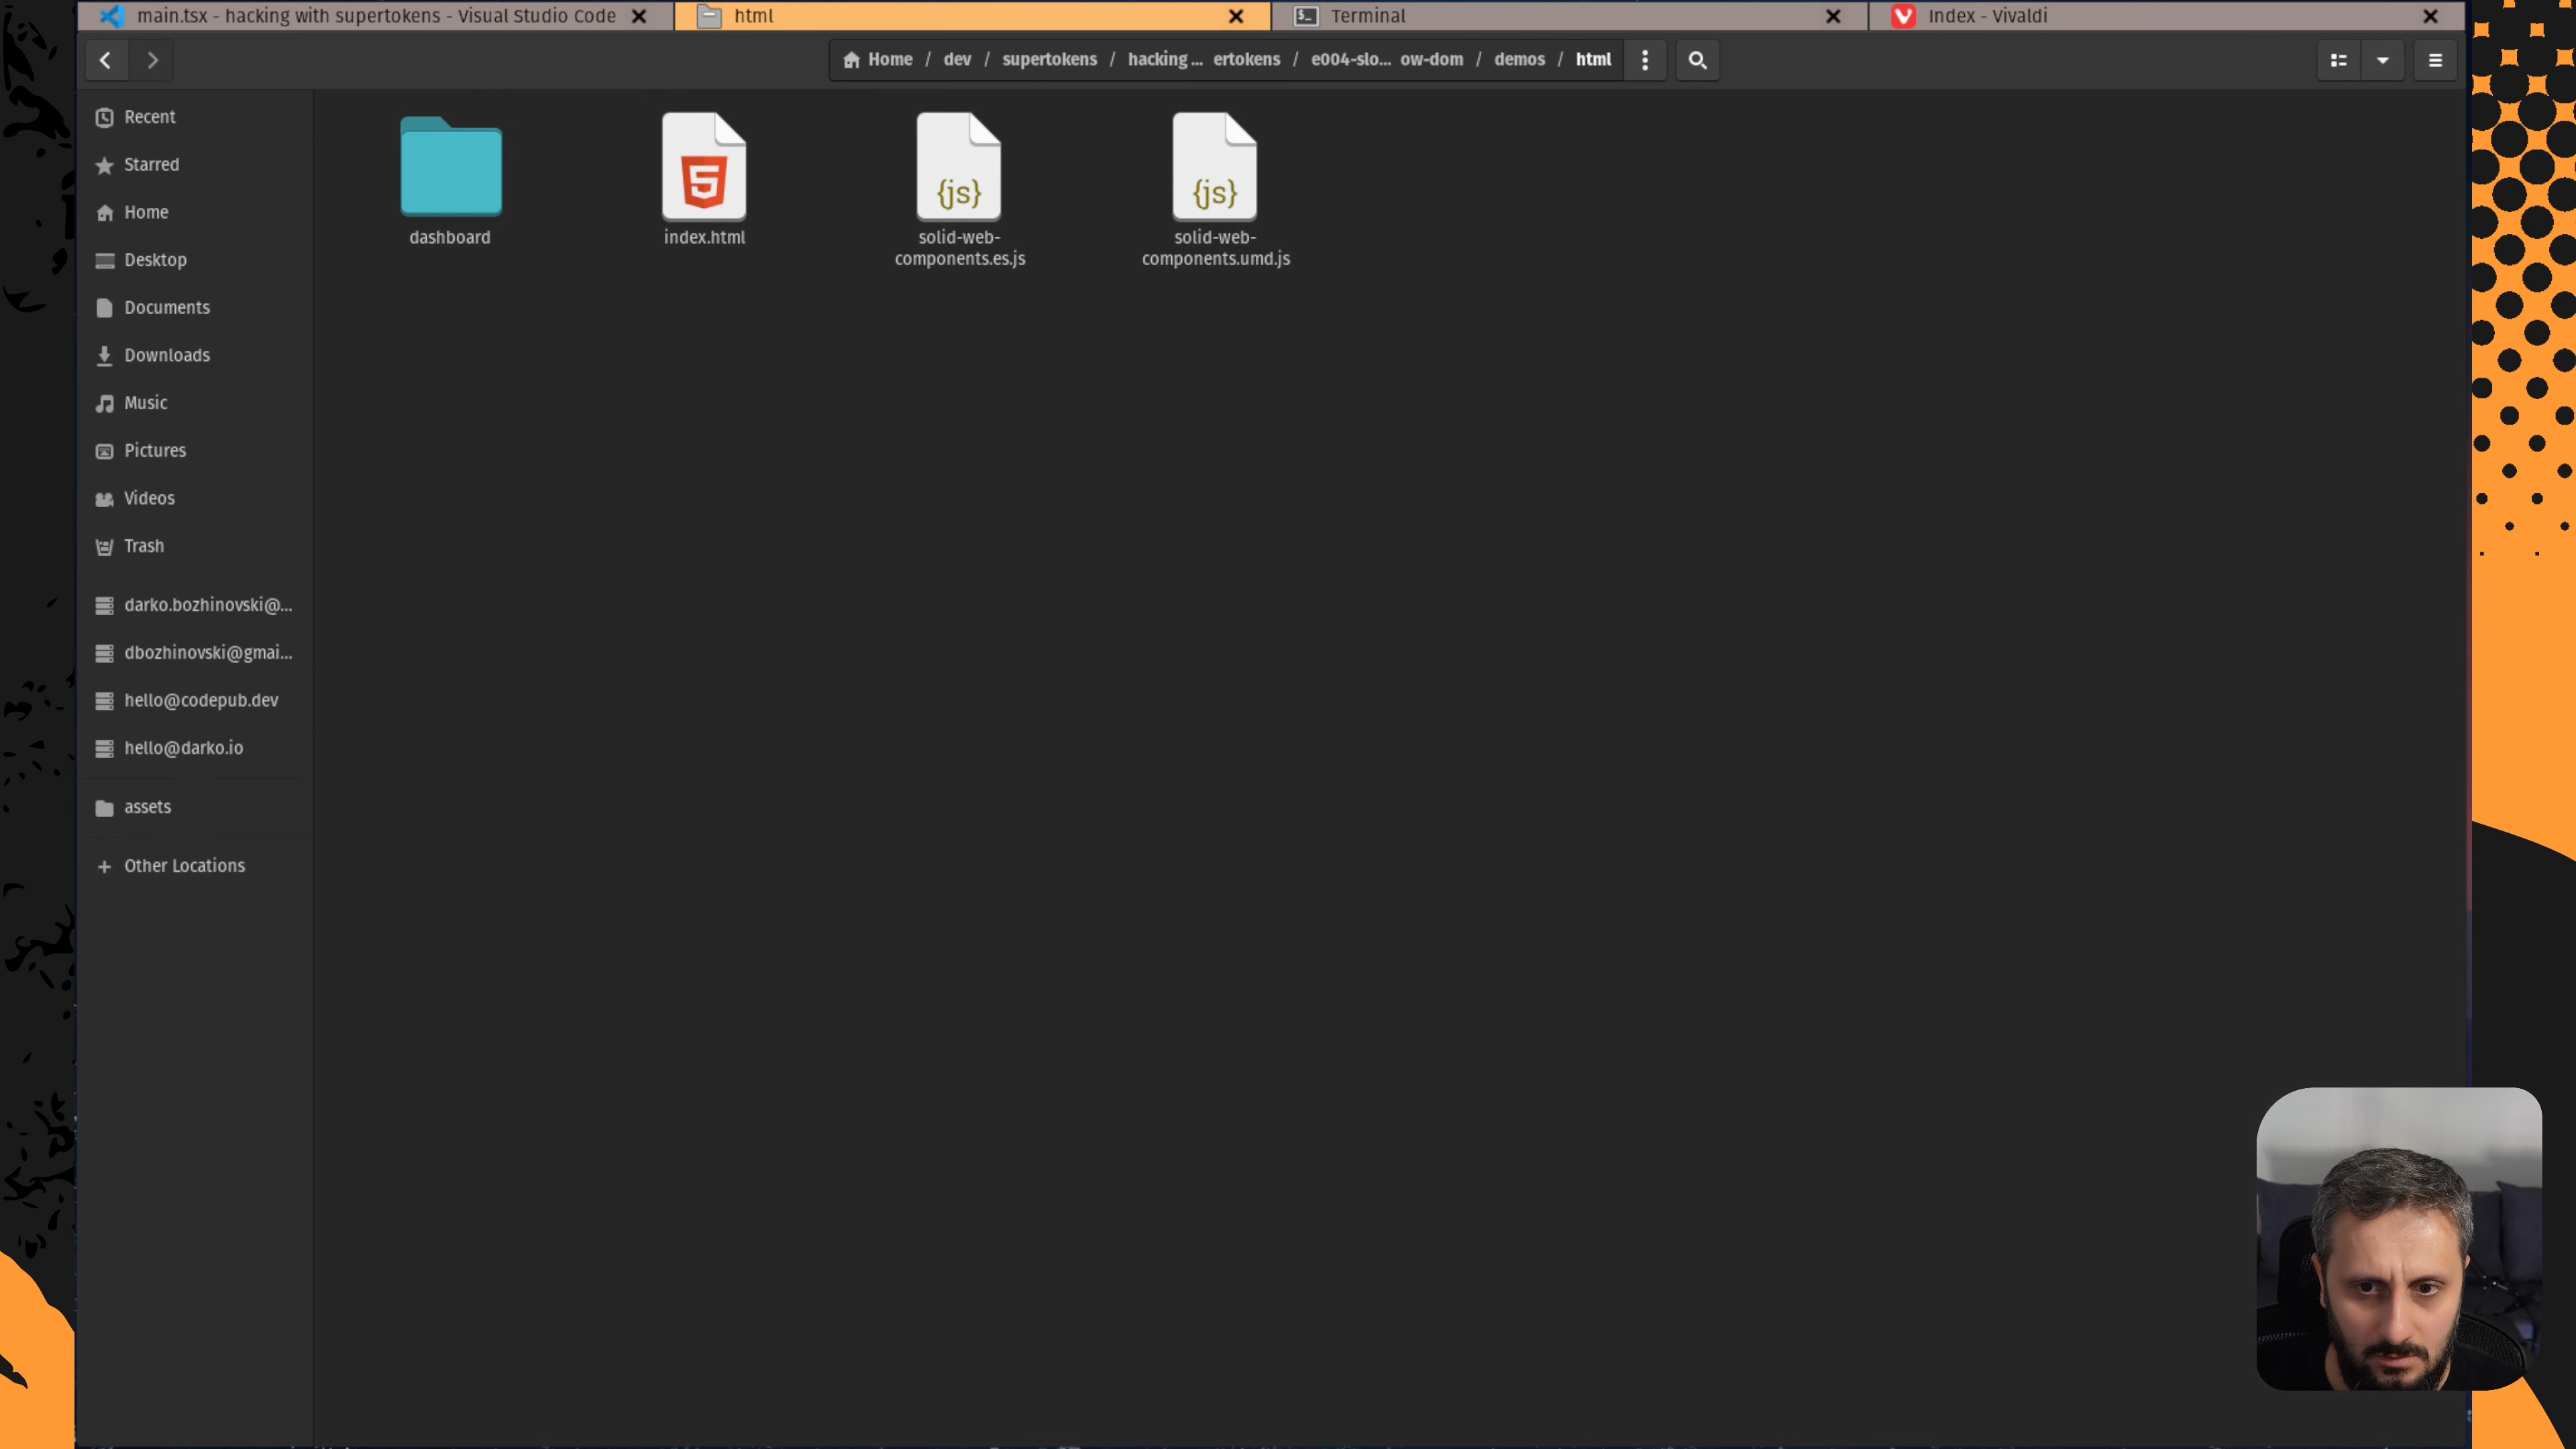 main.tsx - hacking with supertokens - Visual Studio Code
html
Terminal
Index - Vivaldi
Home / dev / supertokens / hacking ... ertokens / e004-slo... ow-dom / demos / html
Recent
Starred
Home
Desktop
Documents
Downloads
Music
Pictures
Videos
Trash
darko.bozhinovski@...
dbozhinovski@gmai...
hello@codepub.dev
hello@darko.io
assets
Other Locations
dashboard
index.html
solid-web-
components.es.js
solid-web-
components.umd.js
{js}
{js}